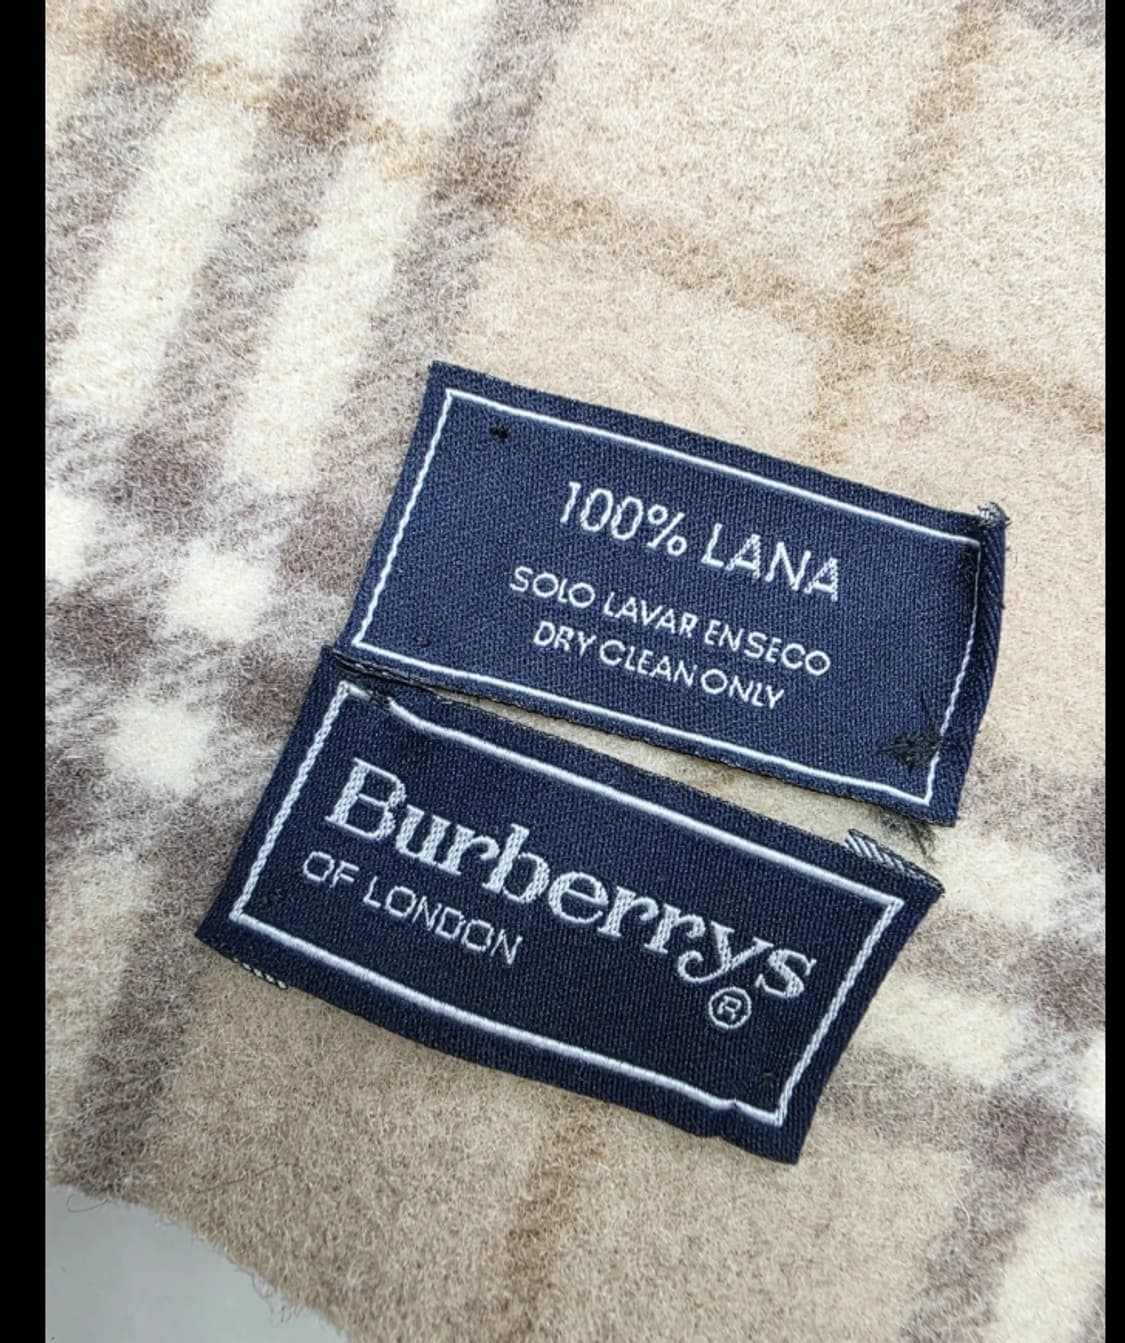 100% LANA
SOLO LAVAR EN SECO
DRY CLEAN ONLY
Burberrys
OF LONDON
®